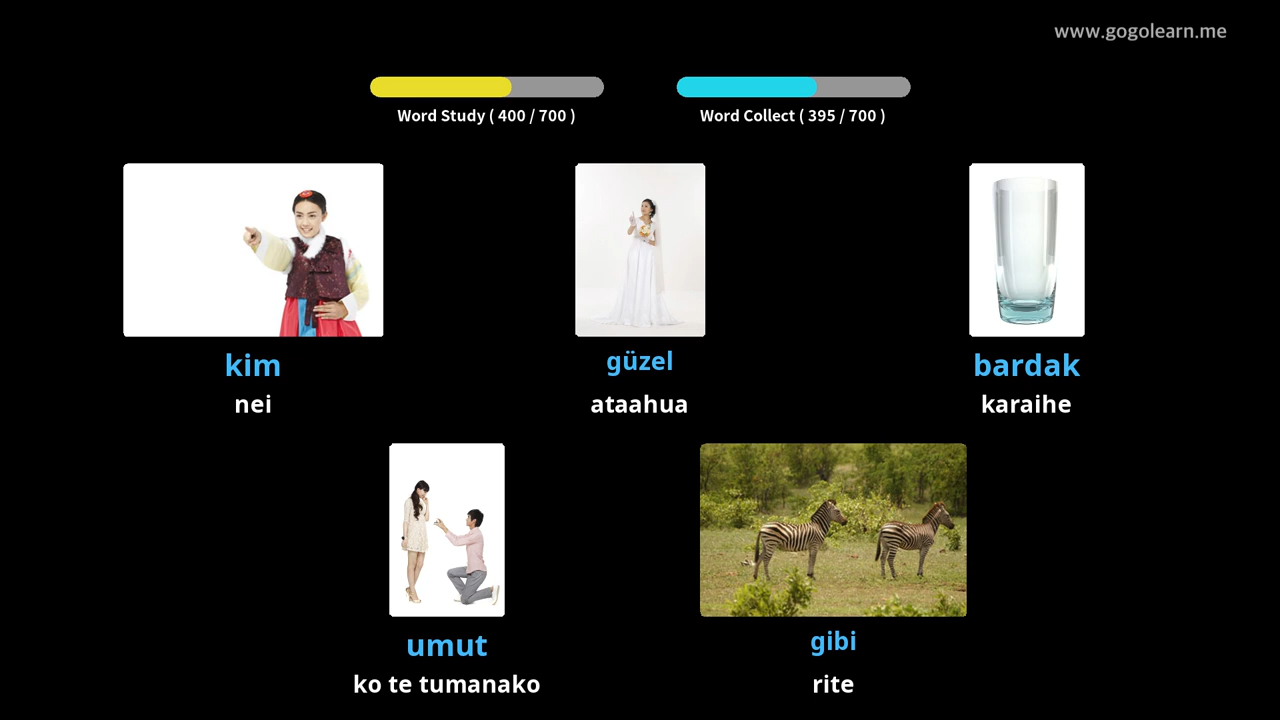 www.gogolearn.me
Word Study ( 400 / 700 )
Word Collect ( 395 / 700 )
kim
nei
güzel
ataahua
bardak
karaihe
umut
ko te tumanako
gibi
rite